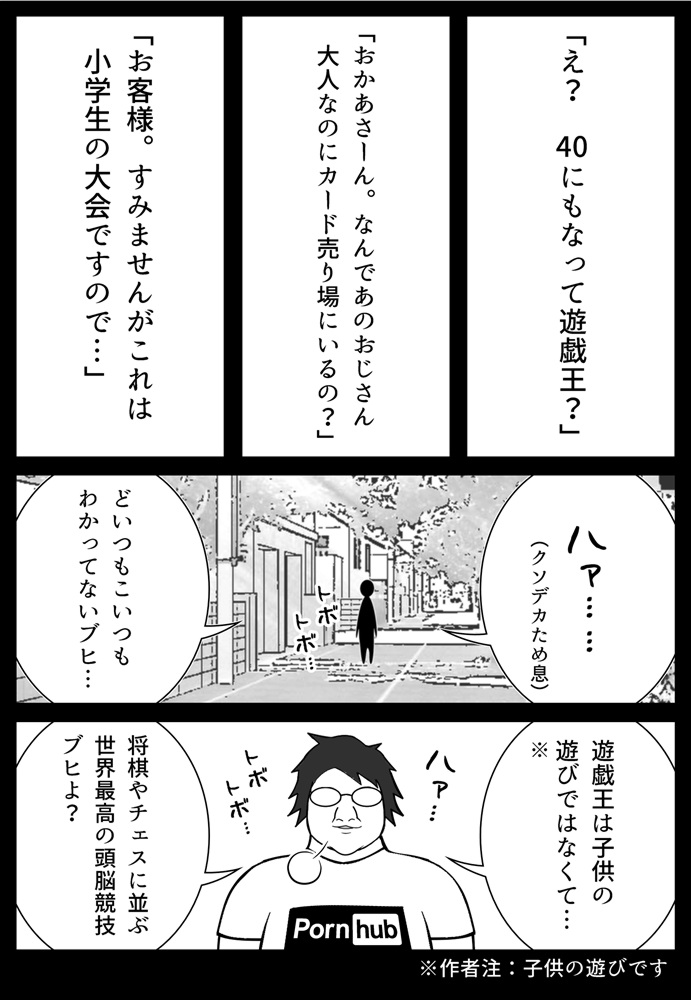 「え？　40にもなって遊戯王？」
「おかあさーん。なんであのおじさん
大人なのにカード売り場にいるの？」
「お客様。すみませんがこれは
小学生の大会ですので…」
ハァ……
（クソデカため息）
トボ
トボ…
どいつもこいつも
わかってないブヒ…
遊戯王は子供の
遊びではなくて…
※
ハァ…
トボ
トボ…
将棋やチェスに並ぶ
世界最高の頭脳競技
ブヒよ？
Porn hub
※作者注：子供の遊びです